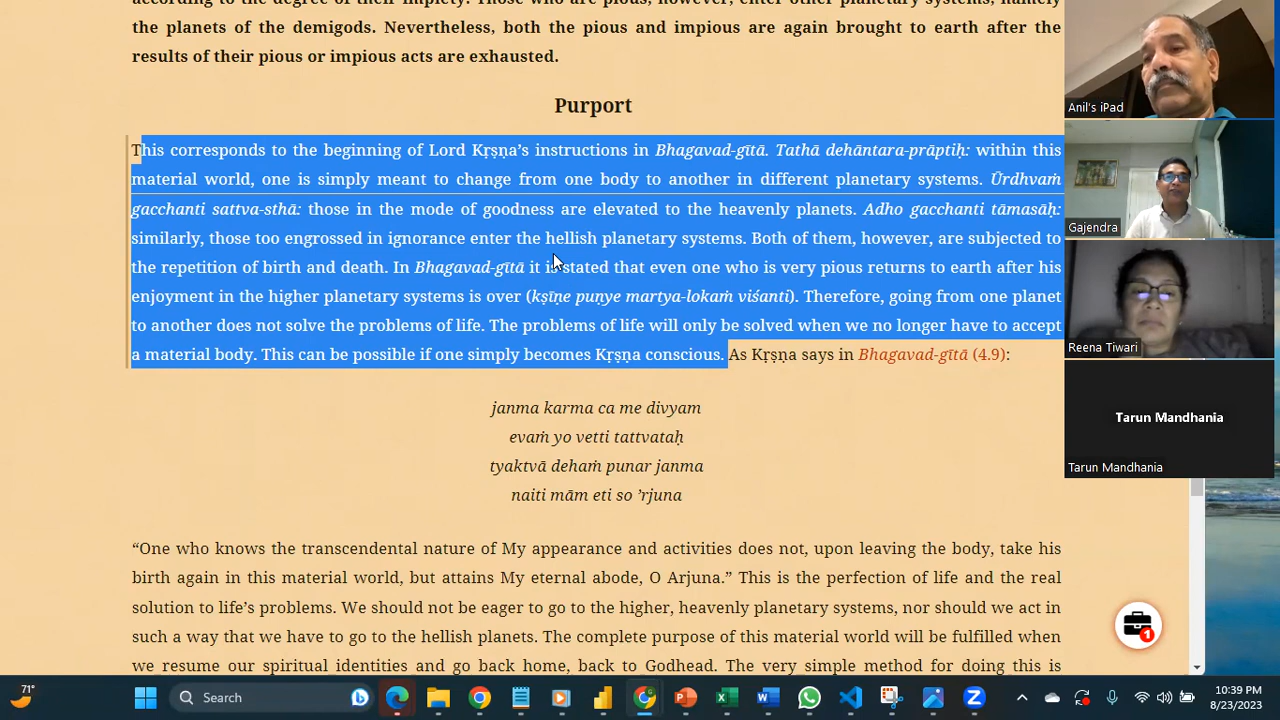 according to the degree of their impiety. Those who are pious, however, enter other planetary systems, namely
the planets of the demigods. Nevertheless, both the pious and impious are again brought to earth after the
results of their pious or impious acts are exhausted.
Purport
This corresponds to the beginning of Lord Kṛṣṇa’s instructions in Bhagavad-gītā. Tathā dehāntara-prāptiḥ: within this
material world, one is simply meant to change from one body to another in different planetary systems. Ūrdhvaṁ
gacchanti sattva-sthā: those in the mode of goodness are elevated to the heavenly planets. Adho gacchanti tāmasāḥ:
similarly, those too engrossed in ignorance enter the hellish planetary systems. Both of them, however, are subjected to
the repetition of birth and death. In Bhagavad-gītā it is stated that even one who is very pious returns to earth after his
enjoyment in the higher planetary systems is over (kṣīṇe puṇye martya-lokaṁ viśanti). Therefore, going from one planet
to another does not solve the problems of life. The problems of life will only be solved when we no longer have to accept
a material body. This can be possible if one simply becomes Kṛṣṇa conscious. As Kṛṣṇa says in Bhagavad-gītā (4.9):
janma karma ca me divyam
evaṁ yo vetti tattvataḥ
tyaktvā dehaṁ punar janma
naiti mām eti so ’rjuna
“One who knows the transcendental nature of My appearance and activities does not, upon leaving the body, take his
birth again in this material world, but attains My eternal abode, O Arjuna.” This is the perfection of life and the real
solution to life’s problems. We should not be eager to go to the higher, heavenly planetary systems, nor should we act in
such a way that we have to go to the hellish planets. The complete purpose of this material world will be fulfilled when
we resume our spiritual identities and go back home, back to Godhead. The very simple method for doing this is
Anil's iPad
Gajendra
Reena Tiwari
Tarun Mandhania
Tarun Mandhania
1
71°
Search
10:39 PM
8/23/2023